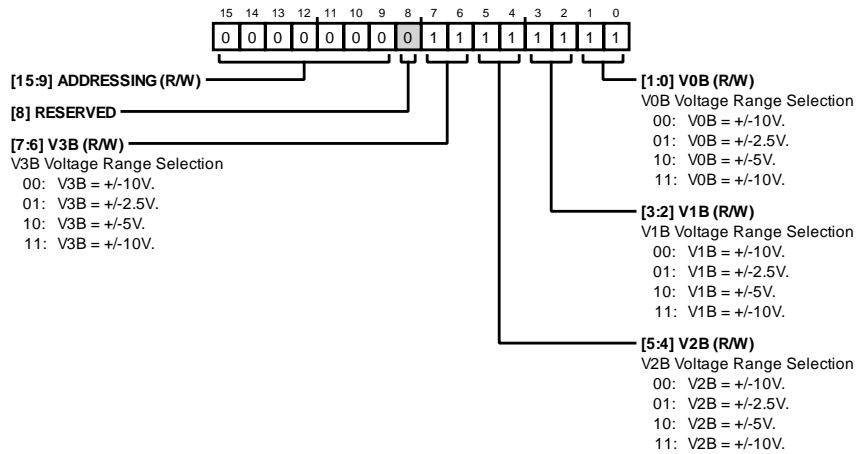 15 14 13 12 11 10 9 8 7 6 5 4 3 2 1 0
0 0 0 0 0 0 0 0 1 1 1 1 1 1 1 1
[15:9] ADDRESSING (R/W)
[8] RESERVED
[7:6] V3B (R/W)
V3B Voltage Range Selection
00: V3B = +/-10V.
01: V3B = +/-2.5V.
10: V3B = +/-5V.
11: V3B = +/-10V.
[1:0] V0B (R/W)
V0B Voltage Range Selection
00: V0B = +/-10V.
01: V0B = +/-2.5V.
10: V0B = +/-5V.
11: V0B = +/-10V.
[3:2] V1B (R/W)
V1B Voltage Range Selection
00: V1B = +/-10V.
01: V1B = +/-2.5V.
10: V1B = +/-5V.
11: V1B = +/-10V.
[5:4] V2B (R/W)
V2B Voltage Range Selection
00: V2B = +/-10V.
01: V2B = +/-2.5V.
10: V2B = +/-5V.
11: V2B = +/-10V.